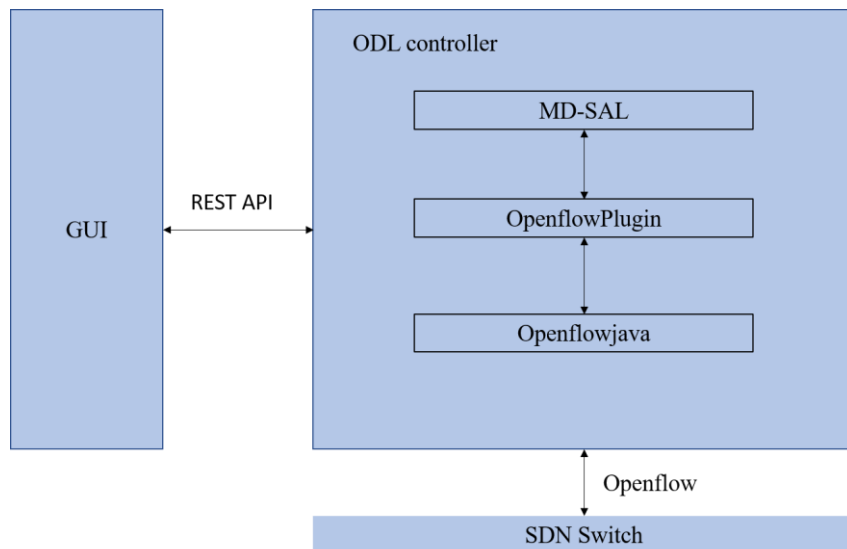 ODL controller
MD-SAL
REST API
GUI
OpenflowPlugin
Openflowjava
Openflow
SDN Switch